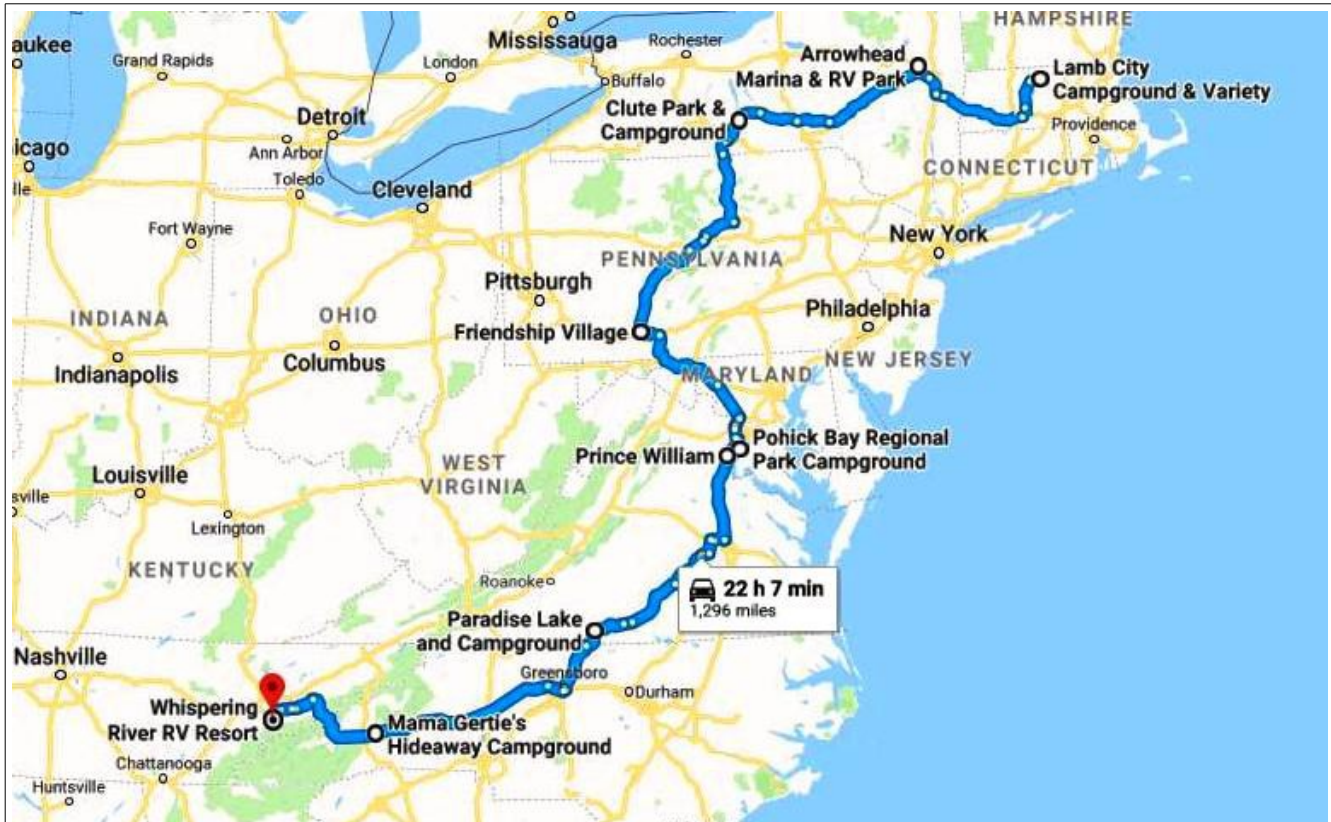 HAMPSHIRE
aukee
Mississauga
Rochester
Grand Rapids
London
Arrowhead
Marina & RV Park
Lamb City
Campground & Variety
Buffalo
Detroit
Clute Park &
Campground
Providence
icago
Ann Arbor
CONNECTICUT
lle
Toledo
Cleveland
Fort Wayne
New York
PENNSYLVANIA
Pittsburgh
Philadelphia
INDIANA
OHIO
Friendship Village
Columbus
NEW JERSEY
Indianapolis
MARYLAND
Pohick Bay Regional
Park Campground
Prince William
WEST
VIRGINIA
Louisville
sville
Lexington
KENTUCKY
Roanoke
22 h 7 min
1,296 miles
Paradise Lake
and Campground
Nashville
Greensboro
Durham
Whispering
River RV Resort
Mama Gertie's
Hideaway Campground
Chattanooga
Huntsville